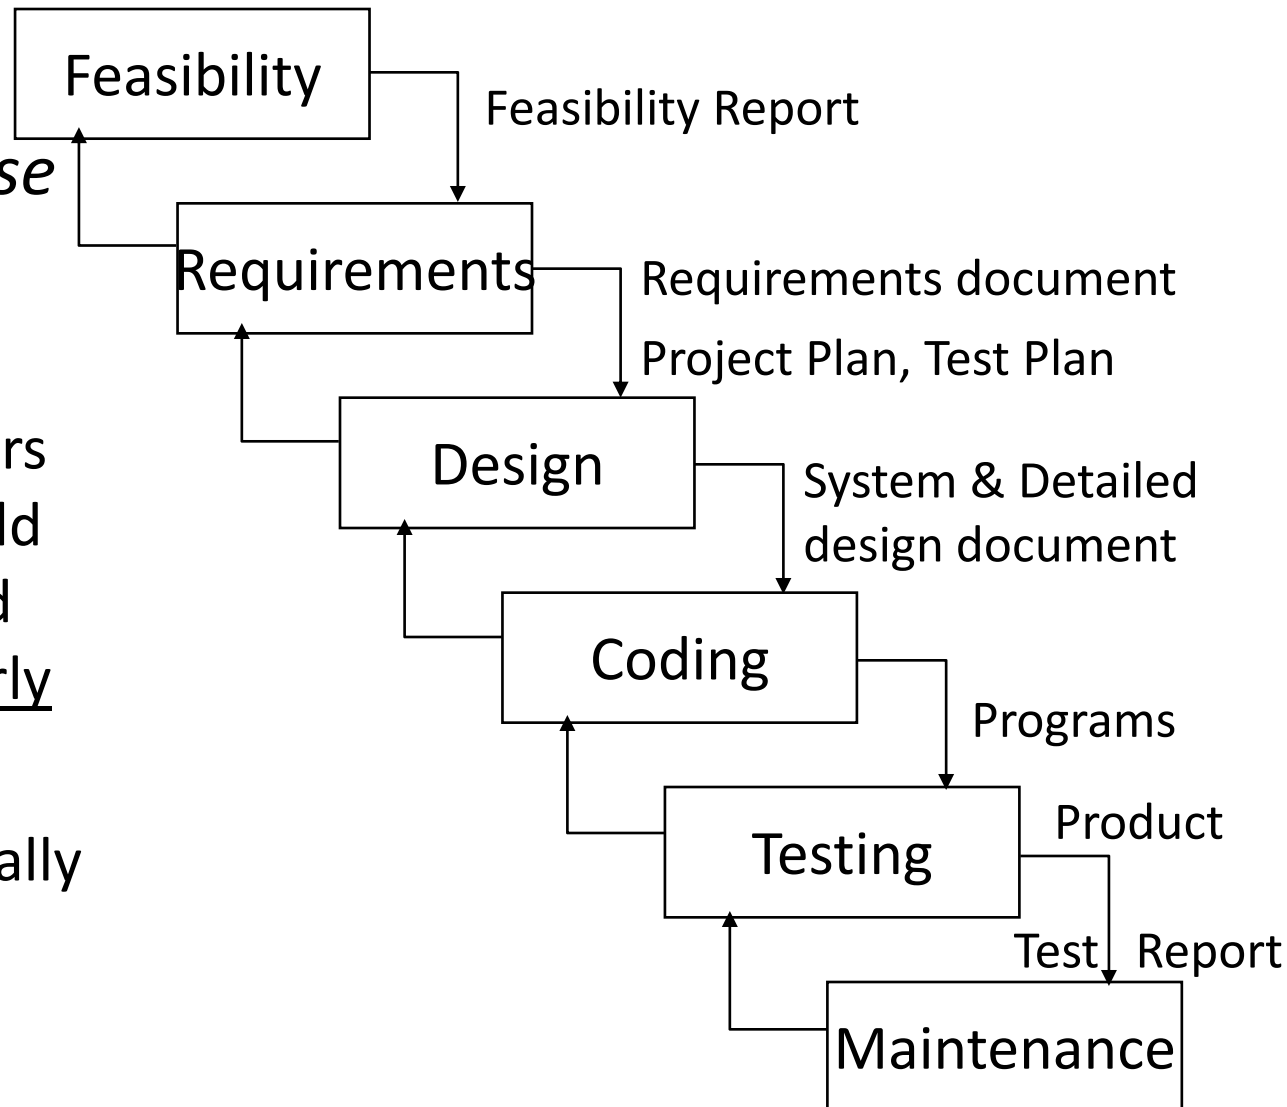 Feasibility
Feasibility Report
se
Requirements
Requirements document
Project Plan, Test Plan
rs
Design
System & Detailed
ld
design document
d
Coding
rly
Programs
Product
Testing
ally
Test Report
Maintenance